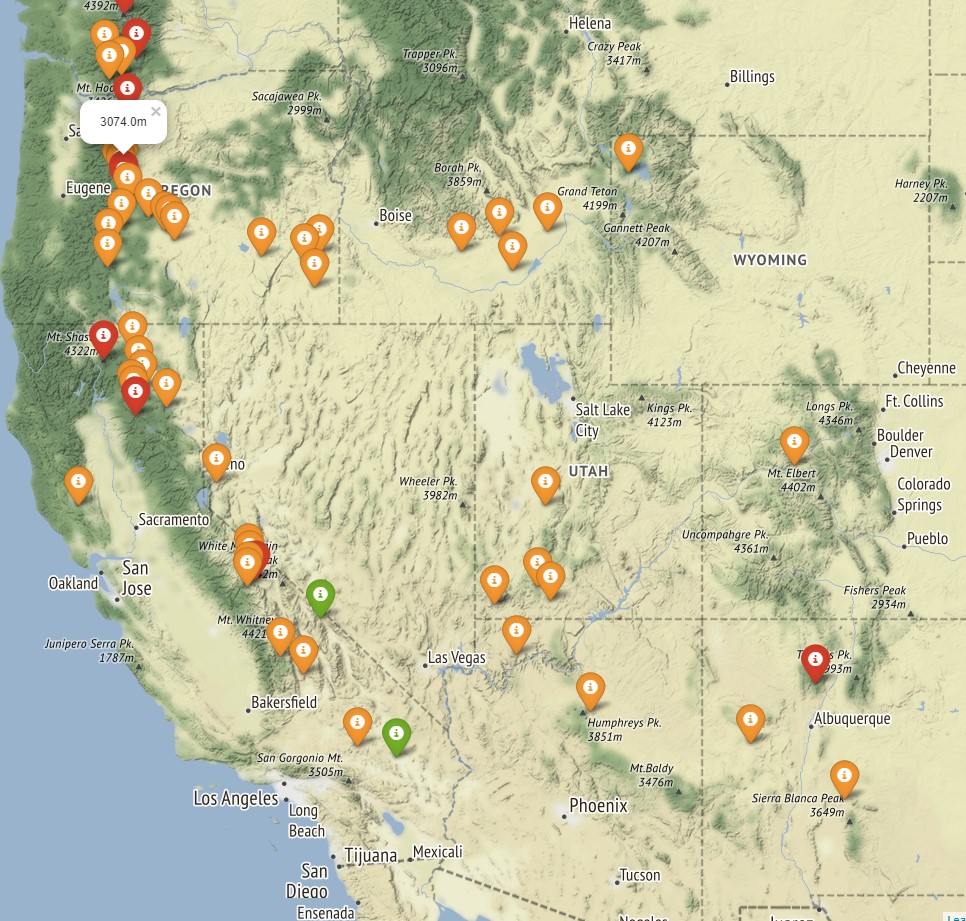 4392m
Helena
Crazy Peak
3417m
Trapper Pk.
3096m
Billings
Mt. Hoo
Sacajawea Pk.
2999m
×
3074.0m
Sa
Borah Pk.
3859m
Eugene
REGON
Grand Teton
4199m
Harney Pk.
2207m
Boise
Gannett Peak
4207m
WYOMING
Mt. Shas
4322m
Cheyenne
Salt Lake
City
Kings Pk.
4123m
Longs Pk.
4346m
Ft. Collins
Boulder
Denver
eno
UTAH
Wheeler Pk.
3982m
Mt. Elbert
4402m
Colorado
Springs
Sacramento
White M
Uncompahgre Pk.
4361m
Pueblo
Oakland
San
Jose
Fishers Peak
2934m
Mt. Whitney
4421
Junipero Serra Pk.
1787m
Las Vegas
s Pk.
993m
Bakersfield
Humphreys Pk.
3851m
Albuquerque
San Gorgonio Mt.
3505m
Mt.Baldy
3476m
Sierra Blanca Peak
3649m
Los Angeles
Long
Beach
Phoenix
Tijuana
Mexicali
San
Diego
Tucson
Ensenada